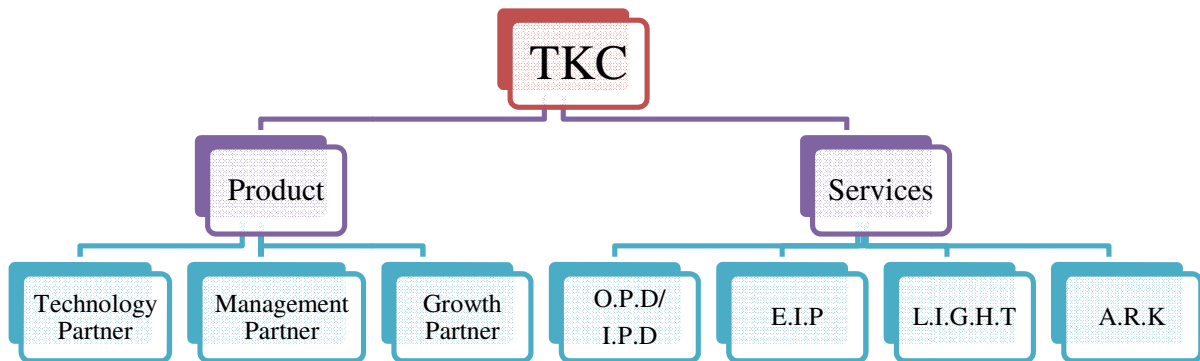 TKC
Product
Services
Technology
Partner
Management
Partner
Growth
Partner
O.P.D/
I.P.D
E.I.P
L.I.G.H.T
A.R.K